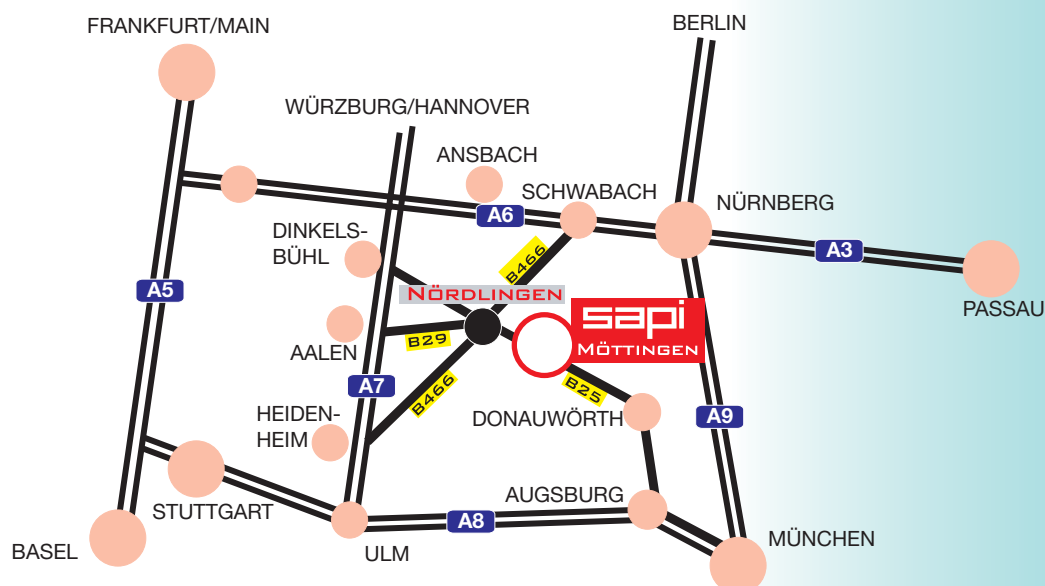 BERLIN
FRANKFURT/MAIN
WÜRZBURG/HANNOVER
ANSBACH
SCHWABACH
NÜRNBERG
A6
DINKELS-
BÜHL
A3
B466
A5
NÖRDLINGEN
PASSAU
sapi
MÖTTINGEN
B29
AALEN
A7
B466
B25
HEIDEN-
HEIM
DONAUWÖRTH
A9
AUGSBURG
STUTTGART
A8
MÜNCHEN
BASEL
ULM